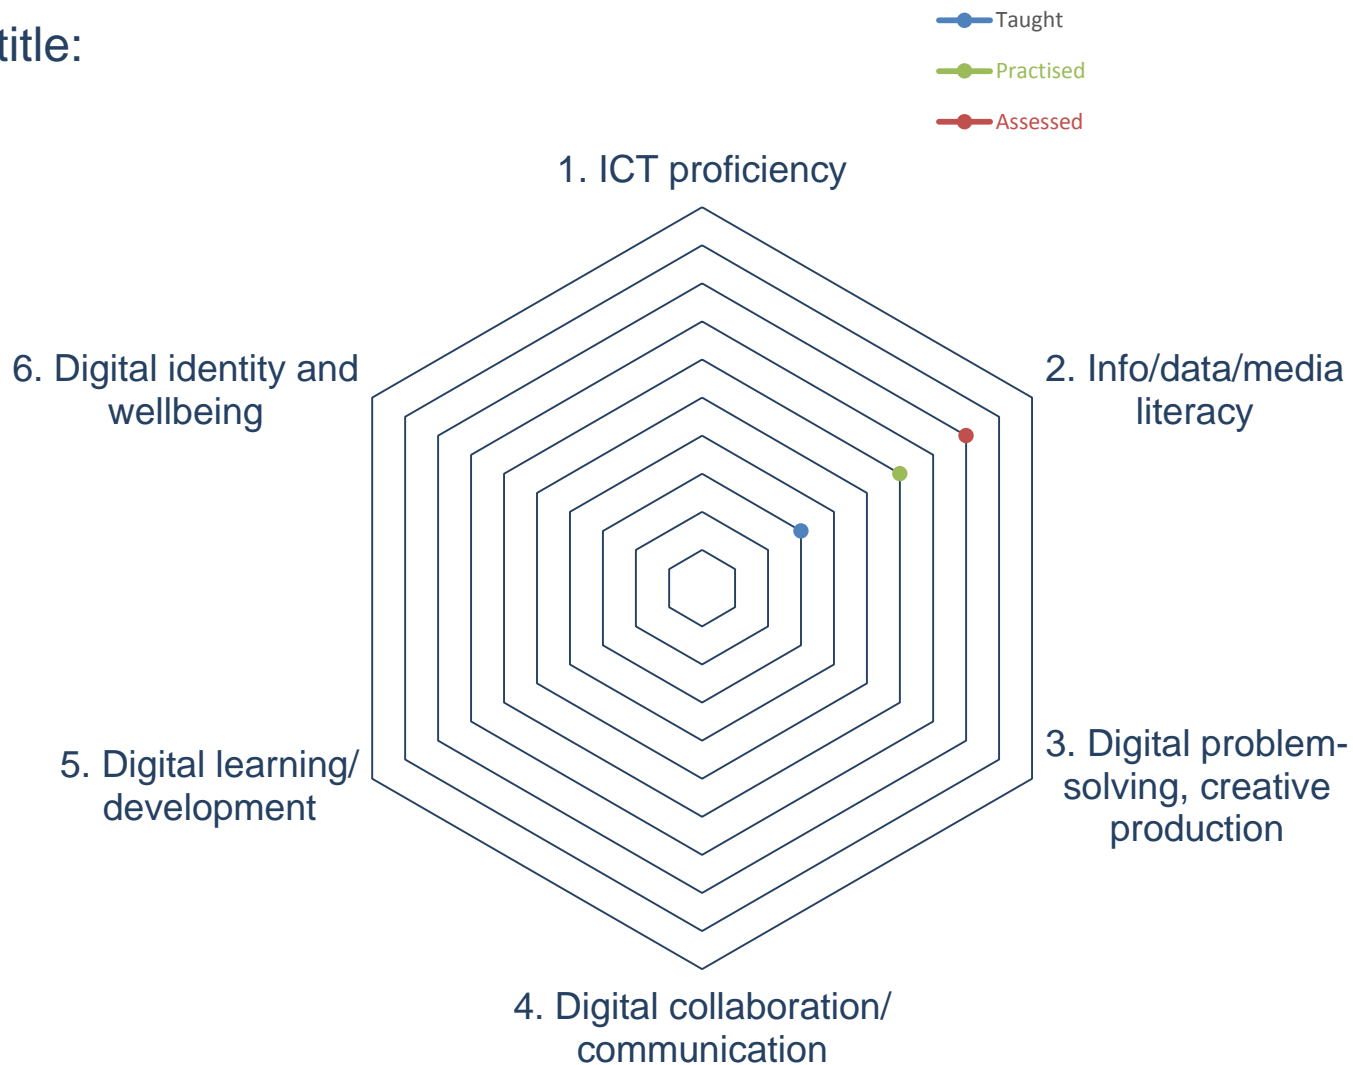 title:
Taught
Practised
Assessed
1. ICT proficiency
6. Digital identity and
wellbeing
2. Info/data/media
literacy
5. Digital learning/
development
3. Digital problem-
solving, creative
production
4. Digital collaboration/
communication